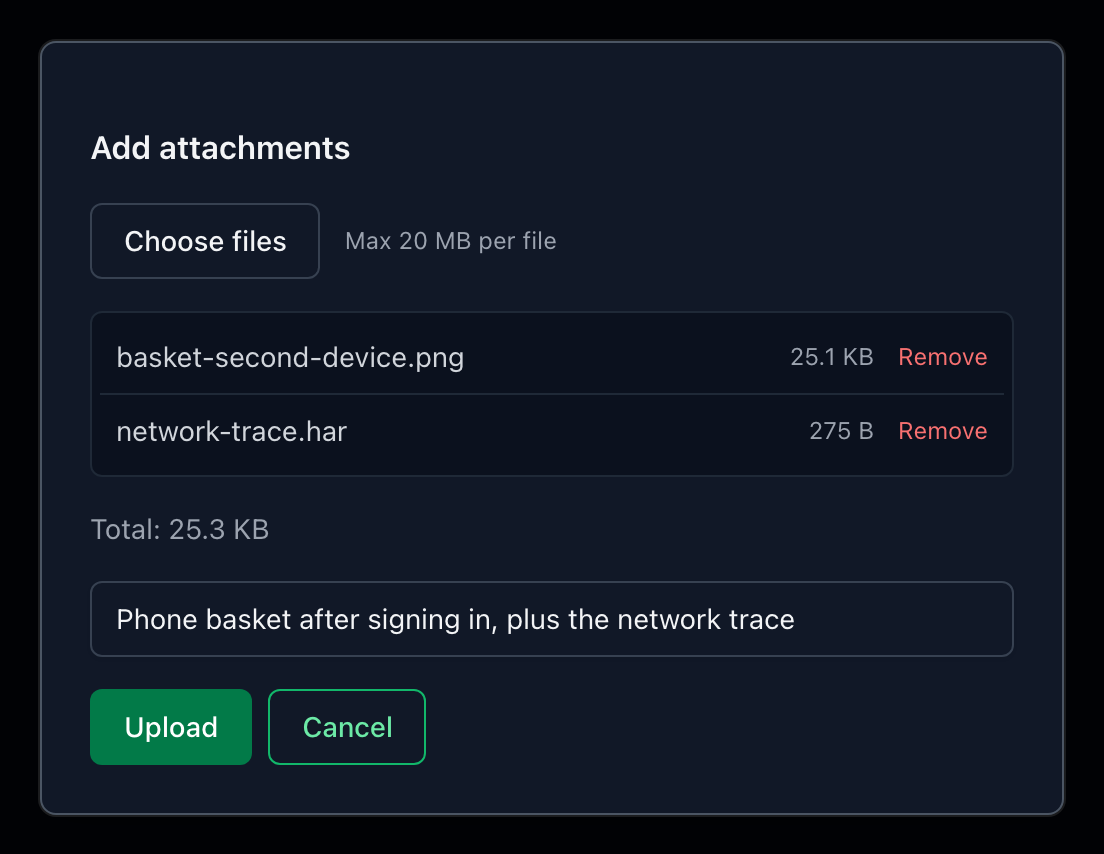 Add attachments
Choose files Max 20 MB per file
basket-second-device.png 25.1 KB Remove
network-trace.har 275 B Remove
Total: 25.3 KB
Phone basket after signing in, plus the network trace
Upload Cancel